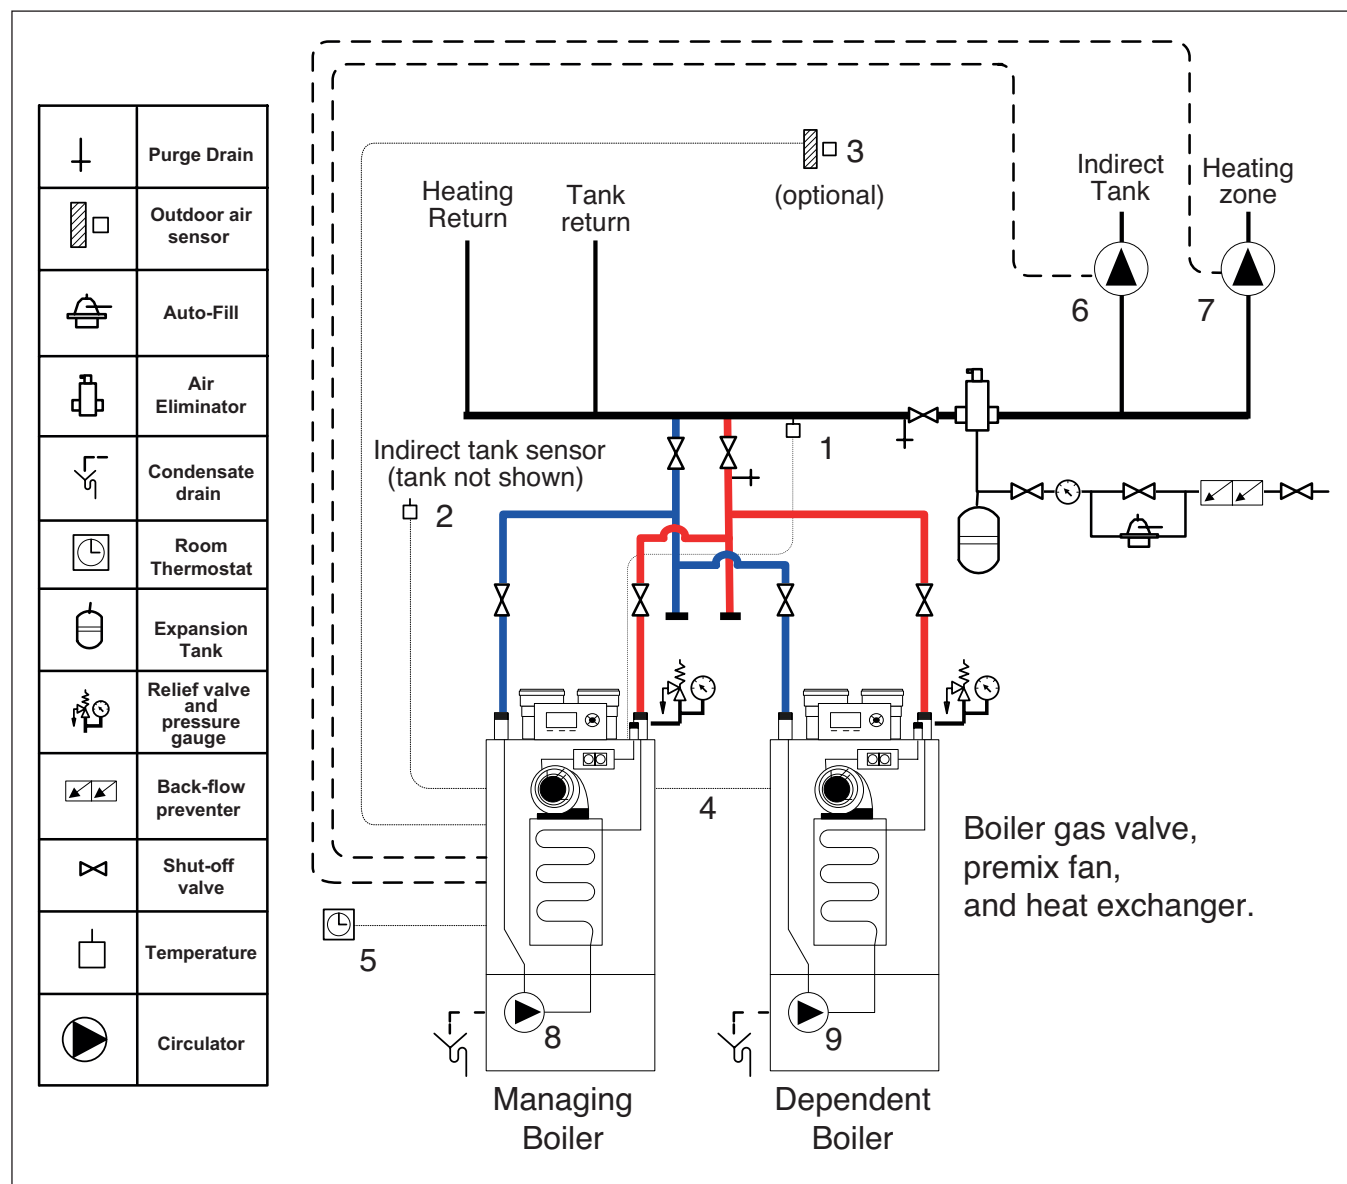 Purge Drain
Outdoor air
sensor
Auto-Fill
Air
Eliminator
Condensate
drain
Room
Thermostat
Expansion
Tank
Relief valve
and
pressure
gauge
Back-flow
preventer
Shut-off
valve
Temperature
Circulator
3
(optional)
Heating
Return
Tank
return
Indirect
Tank
Heating
zone
6
7
1
Indirect tank sensor
(tank not shown)
2
4
5
Boiler gas valve,
premix fan,
and heat exchanger.
8
9
Managing
Boiler
Dependent
Boiler